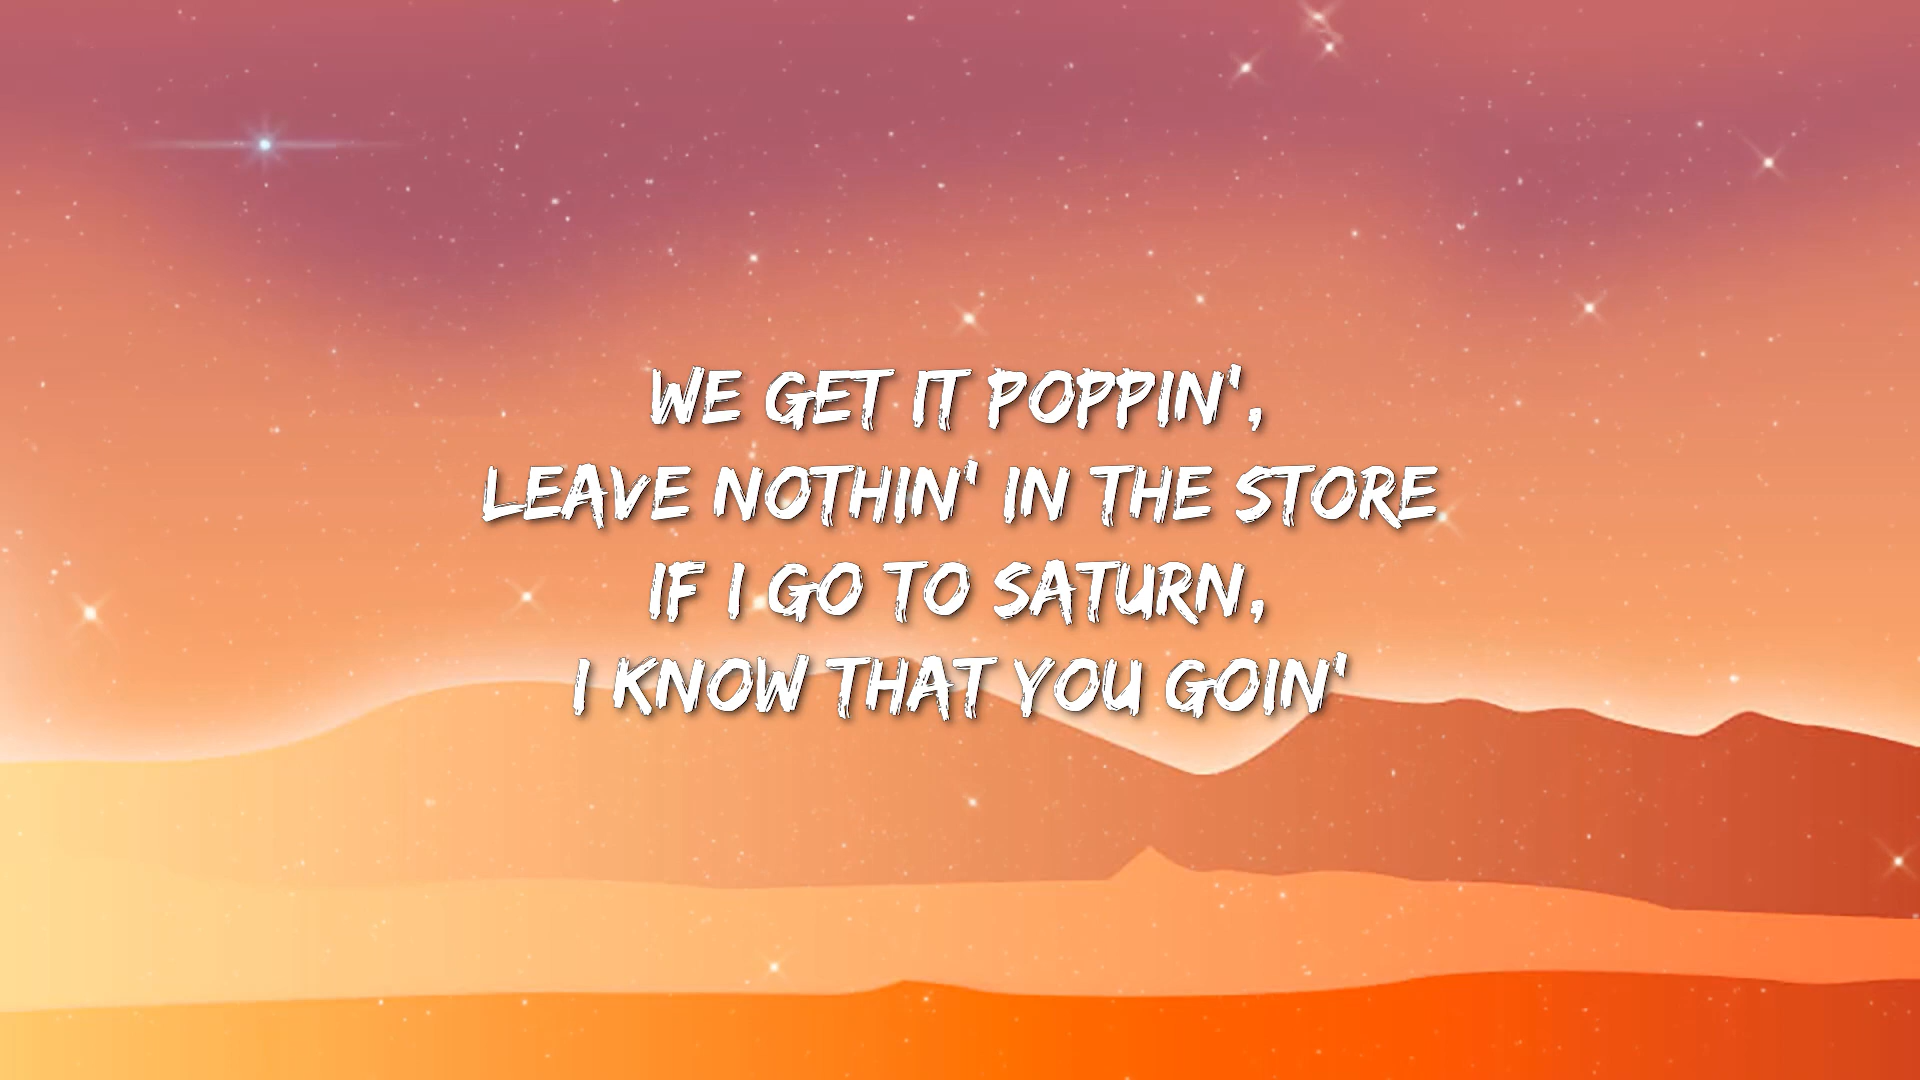 WE GET IT POPPIN',
LEAVE NOTHIN' IN THE STORE
IF I GO TO SATURN,
I KNOW THAT YOU GOIN'